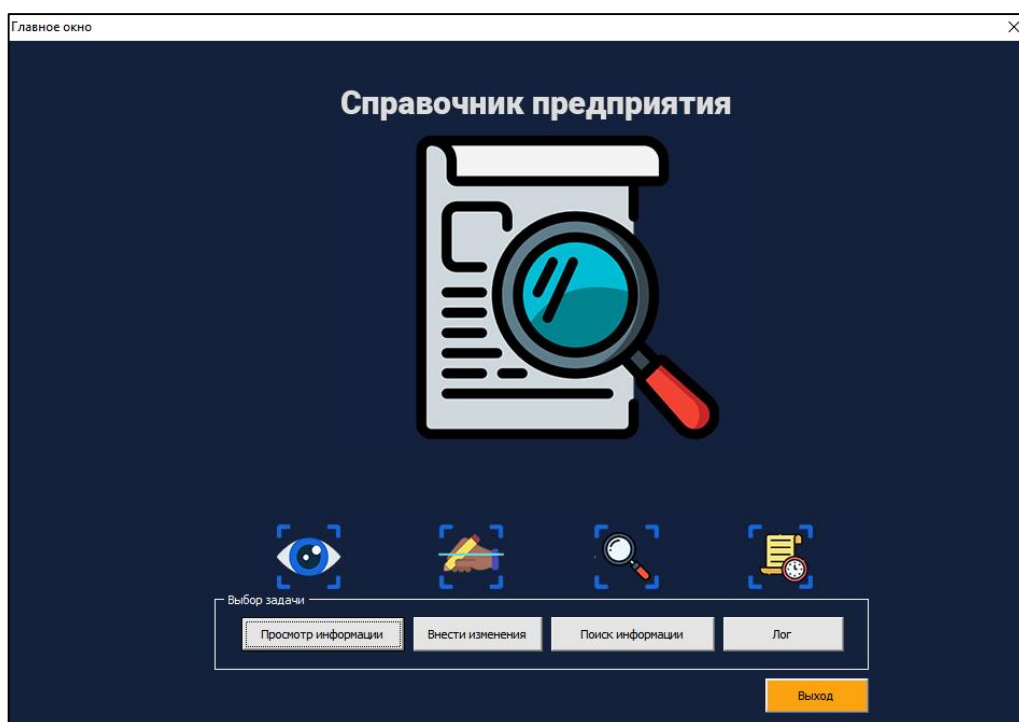 Главное окно
Справочник предприятия
Выбор задачи
Просмотр информации Внести изменения Поиск информации Лог
Выход